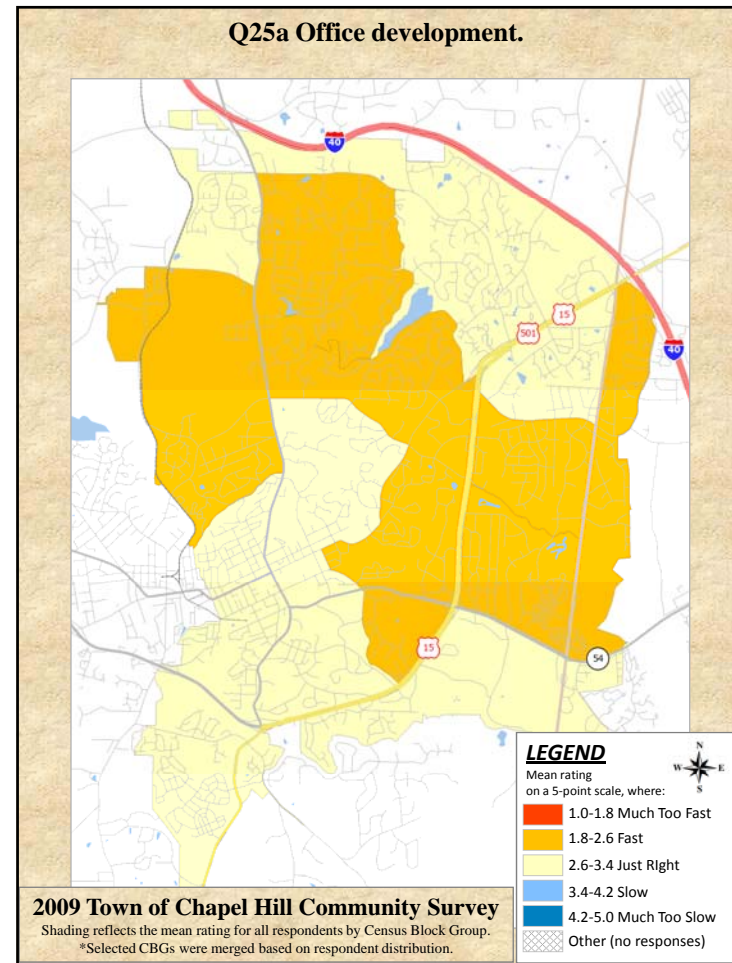 Q25a Office development.
40
15
501
40
15
54
LEGEND
N
W E
S
Mean rating
on a 5-point scale, where:
1.0-1.8 Much Too Fast
1.8-2.6 Fast
2.6-3.4 Just RIght
3.4-4.2 Slow
4.2-5.0 Much Too Slow
Other (no responses)
2009 Town of Chapel Hill Community Survey
Shading reflects the mean rating for all respondents by Census Block Group.
*Selected CBGs were merged based on respondent distribution.